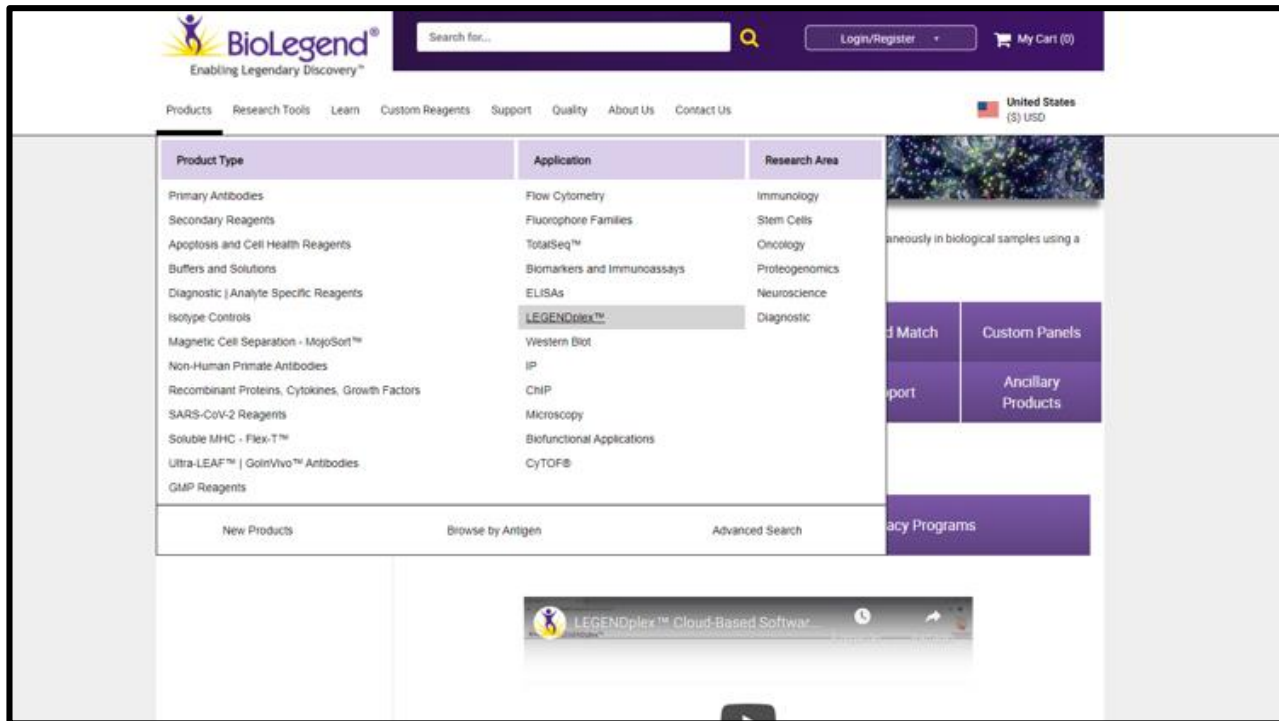 BioLegend®
Enabling Legendary Discovery™
Search for...
Login/Register
My Cart (0)
Products Research Tools Learn Custom Reagents Support Quality About Us Contact Us
United States
($) USD
Product Type
Primary Antibodies
Secondary Reagents
Apoptosis and Cell Health Reagents
Buffers and Solutions
Diagnostic | Analyte Specific Reagents
Isotype Controls
Magnetic Cell Separation - MojoSort™
Non-Human Primate Antibodies
Recombinant Proteins, Cytokines, Growth Factors
SARS-CoV-2 Reagents
Soluble MHC - Flex-T™
Ultra-LEAF™ | GoInVivo™ Antibodies
GMP Reagents
Application
Flow Cytometry
Fluorophore Families
TotalSeq™
Biomarkers and Immunoassays
ELISAs
LEGENDplex™
Western Blot
IP
ChIP
Microscopy
Biofunctional Applications
CyTOF®
Research Area
Immunology
Stem Cells
Oncology
Proteogenomics
Neuroscience
Diagnostic
New Products Browse by Antigen Advanced Search
aneously in biological samples using a
d Match
Custom Panels
port
Ancillary
Products
acy Programs
LEGENDplex™ Cloud-Based Softwar...